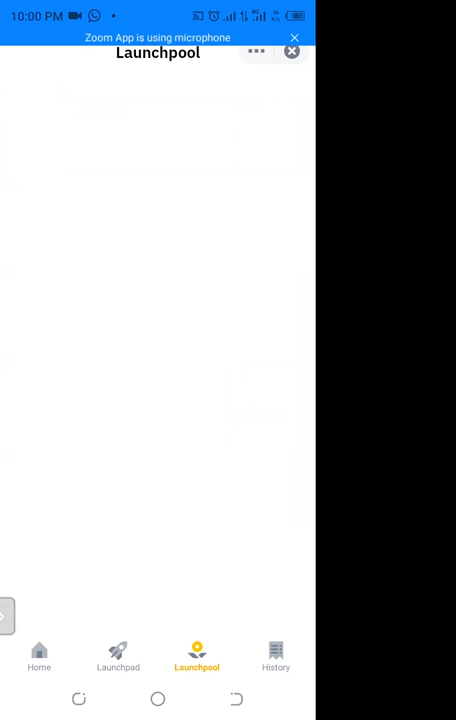 10:00 PM
Zoom App is using microphone
Launchpool
Home
Launchpad
Launchpool
History